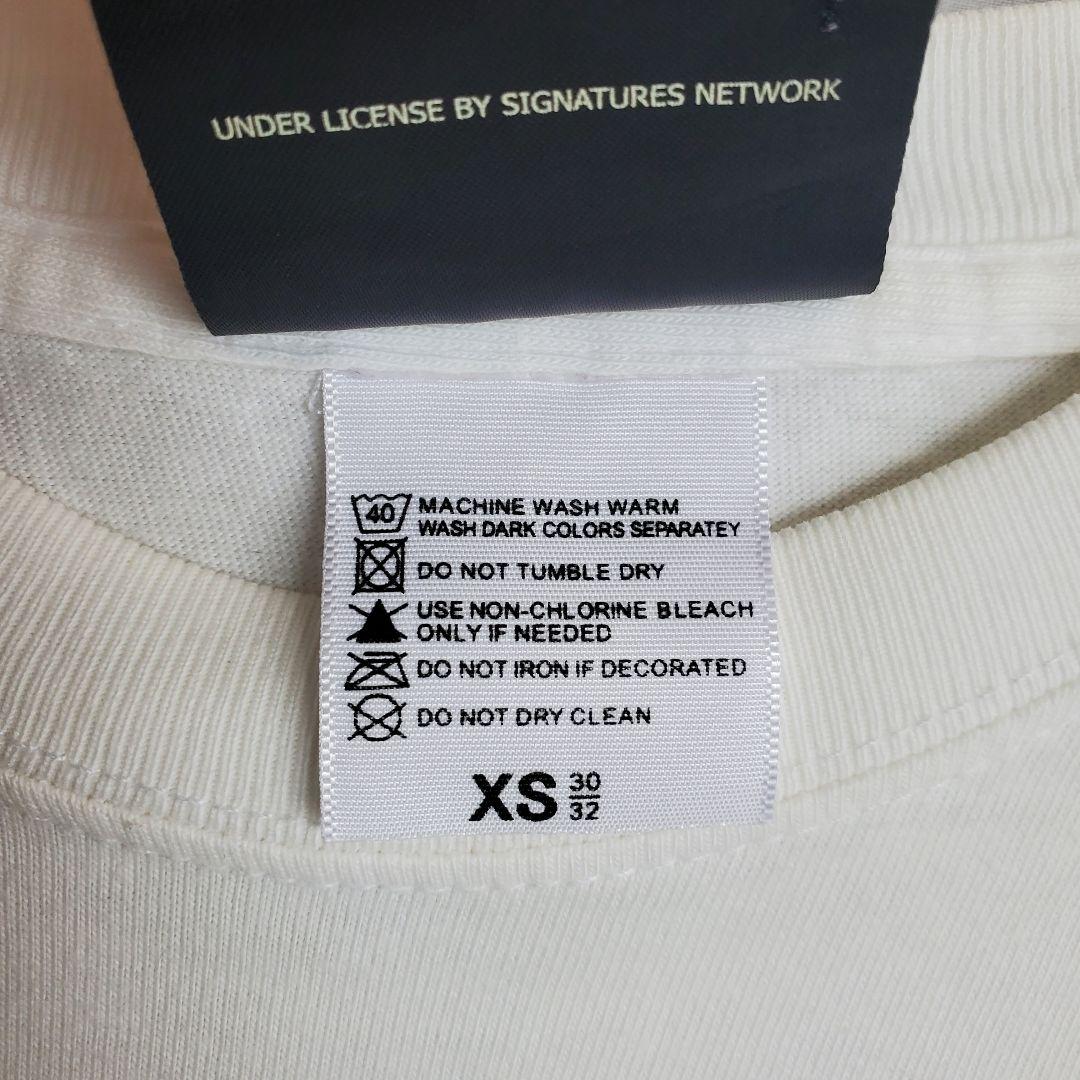 UNDER LICENSE BY SIGNATURES NETWORK
40 MACHINE WASH WARM
WASH DARK COLORS SEPARATEY
DO NOT TUMBLE DRY
USE NON-CHLORINE BLEACH
ONLY IF NEEDED
DO NOT IRON IF DECORATED
DO NOT DRY CLEAN
XS 30/32